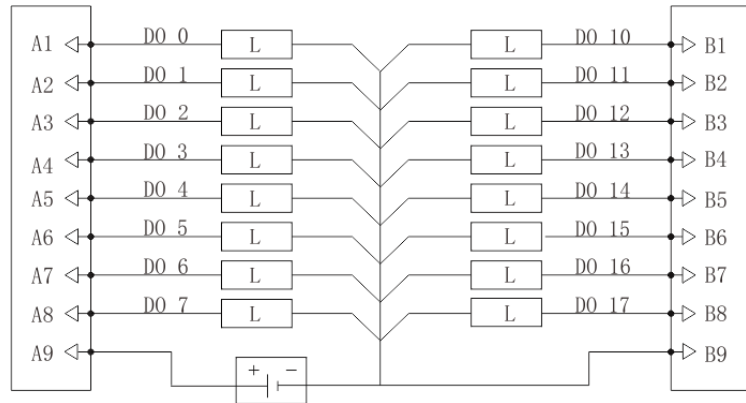 A1 DO 0 L L DO 10 B1
A2 DO 1 L L DO 11 B2
A3 DO 2 L L DO 12 B3
A4 DO 3 L L DO 13 B4
A5 DO 4 L L DO 14 B5
A6 DO 5 L L DO 15 B6
A7 DO 6 L L DO 16 B7
A8 DO 7 L L DO 17 B8
A9 + - B9